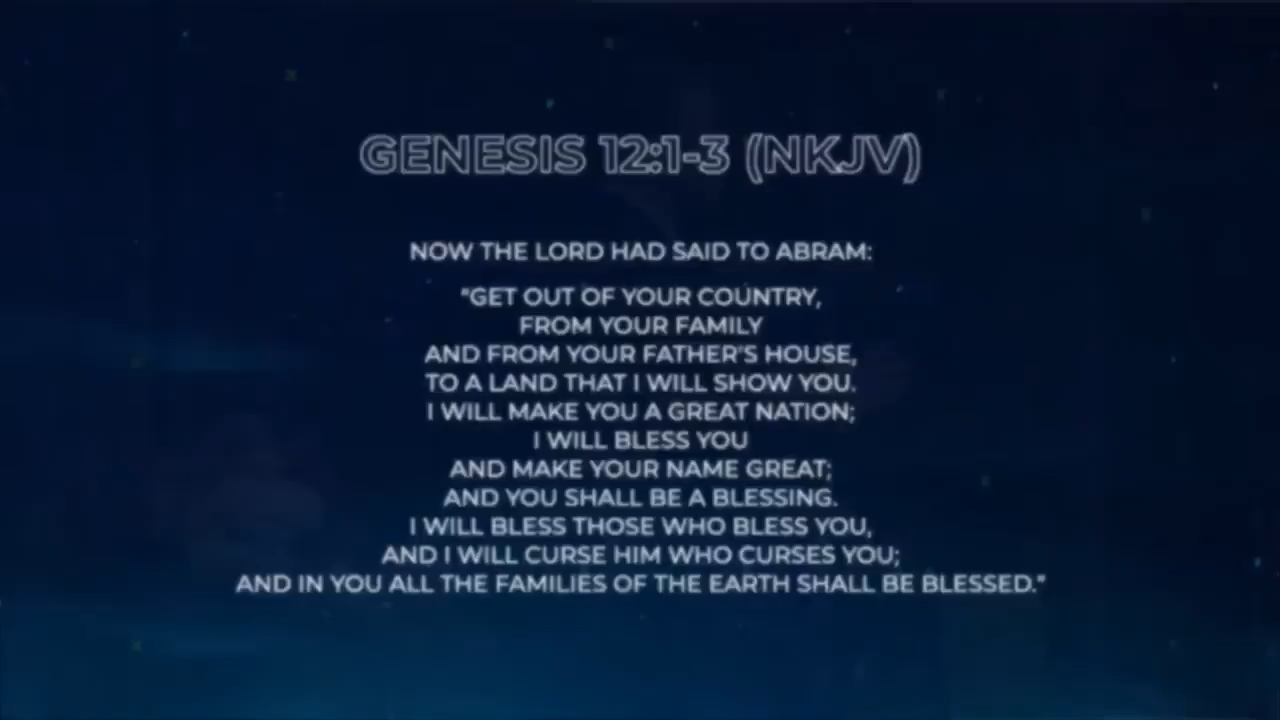 GENESIS 12:1-3 (NKJV)
NOW THE LORD HAD SAID TO ABRAM:
"GET OUT OF YOUR COUNTRY,
FROM YOUR FAMILY
AND FROM YOUR FATHER'S HOUSE,
TO A LAND THAT I WILL SHOW YOU.
I WILL MAKE YOU A GREAT NATION;
I WILL BLESS YOU
AND MAKE YOUR NAME GREAT;
AND YOU SHALL BE A BLESSING.
I WILL BLESS THOSE WHO BLESS YOU,
AND I WILL CURSE HIM WHO CURSES YOU;
AND IN YOU ALL THE FAMILIES OF THE EARTH SHALL BE BLESSED."